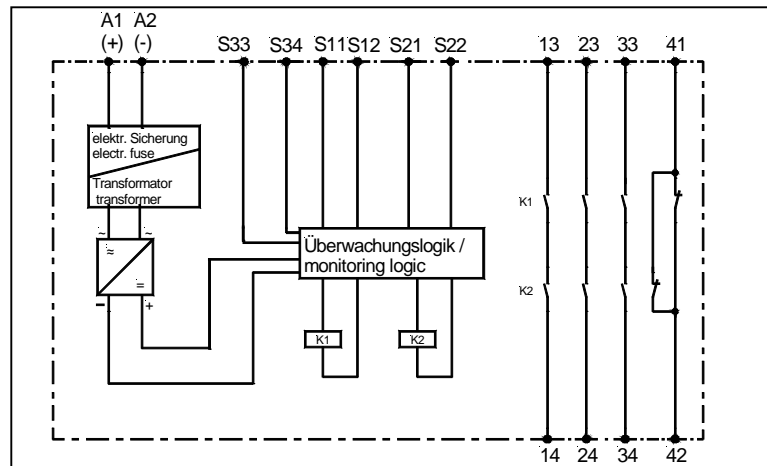 A1 A2
(+) (-)
S33 S34 S11 S12 S21 S22
13 23 33 41
elektr. Sicherung
electr. fuse
Transformator
transformer
~ ~
≈
=
− +
Überwachungslogik /
monitoring logic
K1 K2
K1
K2
14 24 34 42